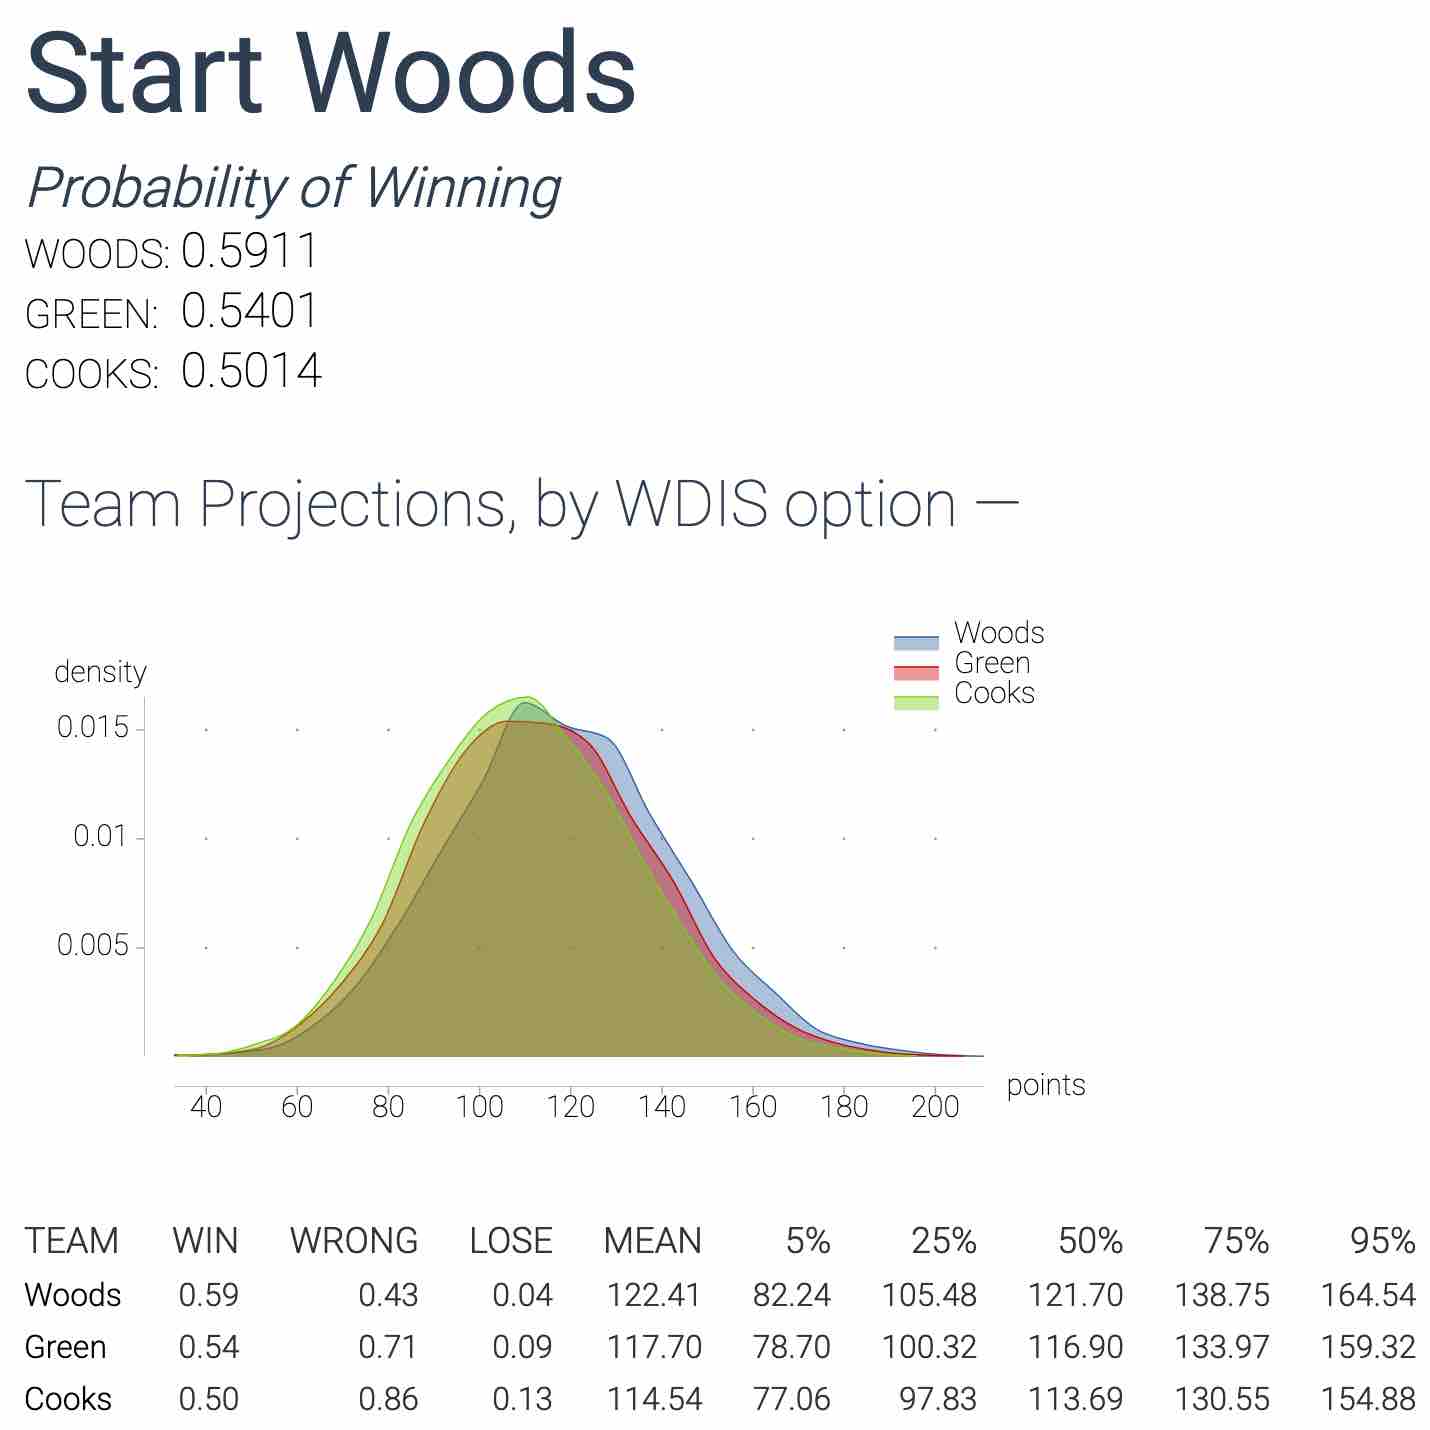 Start Woods
Probability of Winning
WOODS: 0.5911
GREEN: 0.5401
COOKS: 0.5014
Team Projections, by WDIS option —
Woods
Green
Cooks
density
0.015
0.01
0.005
40 60 80 100 120 140 160 180 200
points
TEAM WIN WRONG LOSE MEAN 5% 25% 50% 75% 95%
Woods 0.59 0.43 0.04 122.41 82.24 105.48 121.70 138.75 164.54
Green 0.54 0.71 0.09 117.70 78.70 100.32 116.90 133.97 159.32
Cooks 0.50 0.86 0.13 114.54 77.06 97.83 113.69 130.55 154.88